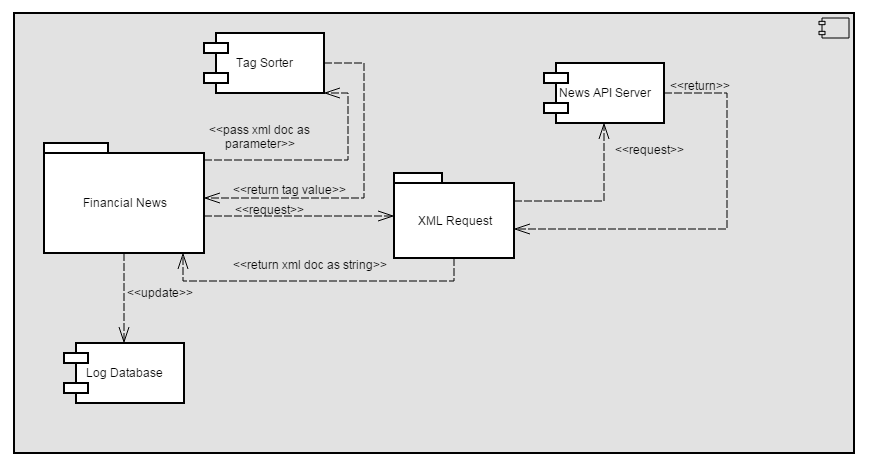 Tag Sorter
News API Server
<<return>>
<<pass xml doc as
parameter>>
<<request>>
<<return tag value>>
Financial News
<<request>>
XML Request
<<return xml doc as string>>
<<update>>
Log Database